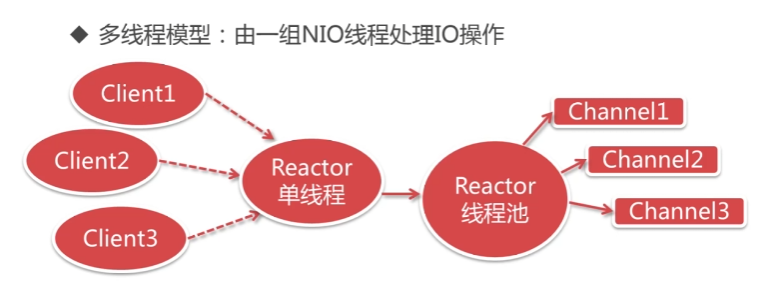 ◆ 多线程模型：由一组NIO线程处理IO操作
Client1
Client2
Client3
Reactor
单线程
Reactor
线程池
Channel1
Channel2
Channel3